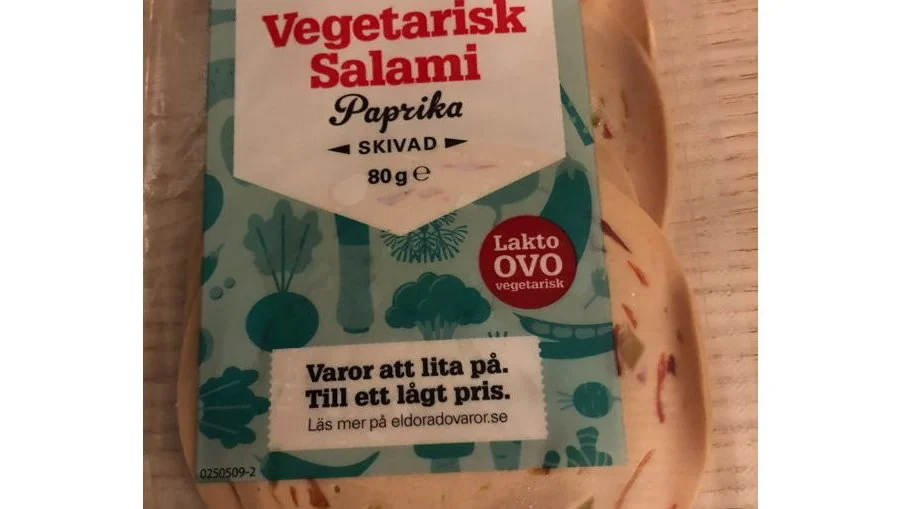 Vegetarisk
Salami
Paprika
SKIVAD
80 g e
Lakto
OVO
vegetarisk
Varor att lita på.
Till ett lågt pris.
Läs mer på eldoradovaror.se
0250509-2